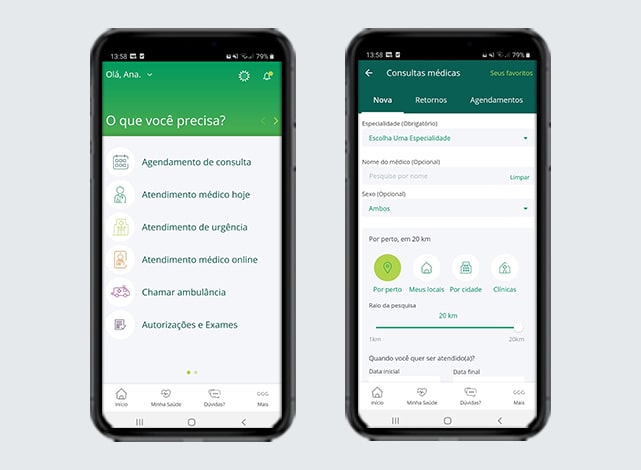 13:58
79%
Olá, Ana.
O que você precisa?
Agendamento de consulta
Atendimento médico hoje
Atendimento de urgência
Atendimento médico online
Chamar ambulância
Autorizações e Exames
Início Minha Saúde Dúvidas? Mais
13:58
79%
Consultas médicas Seus favoritos
Nova Retornos Agendamentos
Especialidade (Obrigatório)
Escolha Uma Especialidade
Nome do médico (Opcional)
Pesquise por nome Limpar
Sexo (Opcional)
Ambos
Por perto, em 20 km
Por perto Meus locais Por cidade Clínicas
Raio da pesquisa
20 km
1km 20km
Quando você quer ser atendido(a)?
Data inicial Data final
Início Minha Saúde Dúvidas? Mais